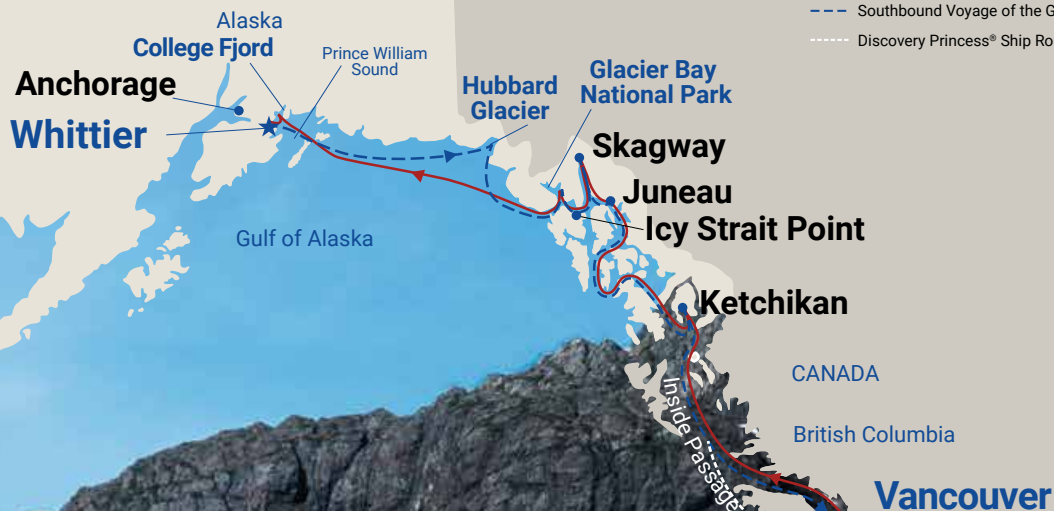 Southbound Voyage of the G
Discovery Princess® Ship Ro
Alaska
College Fjord
Prince William
Sound
Anchorage
Whittier
Hubbard
Glacier
Glacier Bay
National Park
Skagway
Juneau
Icy Strait Point
Gulf of Alaska
Ketchikan
CANADA
Inside Passage
British Columbia
Vancouver